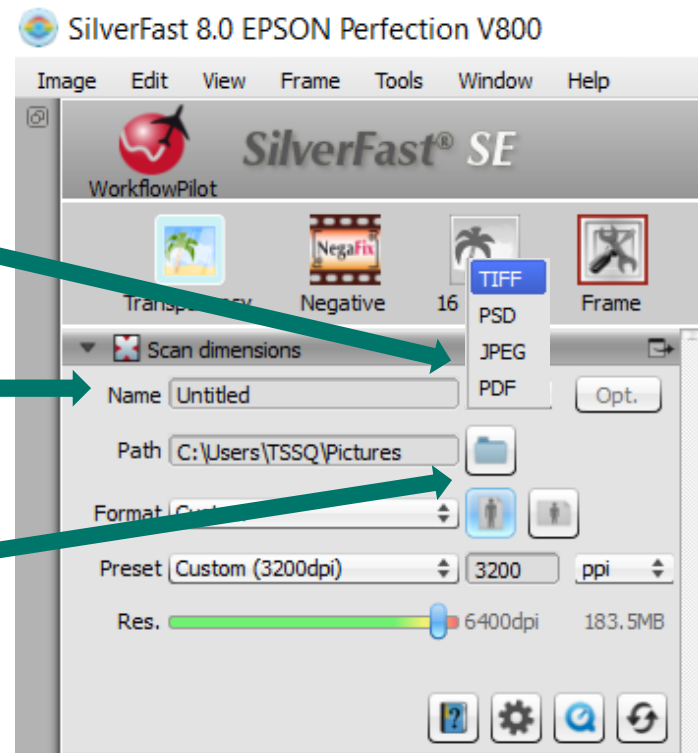 SilverFast 8.0 EPSON Perfection V800
Image Edit View Frame Tools Window Help
SilverFast® SE
WorkflowPilot
NegaFix
Negative 16 Frame
TIFF
PSD
JPEG
PDF
Scan dimensions
Name Untitled Opt.
Path C:\Users\TSSQ\Pictures
Format
Preset Custom (3200dpi) 3200 ppi
Res. 6400dpi 183.5MB
?